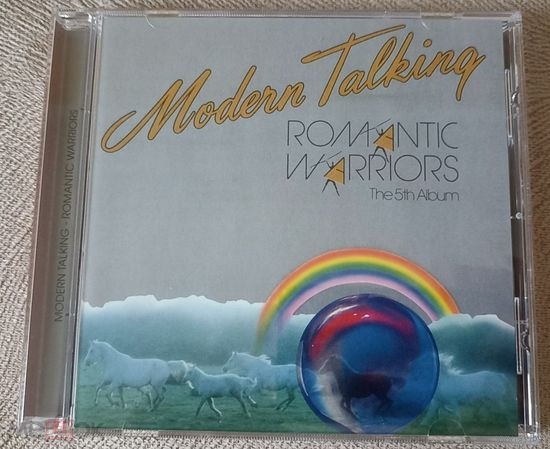 Modern Talking
ROMANTIC
WARRIORS
The 5th Album
MODERN TALKING - ROMANTIC WARRIORS